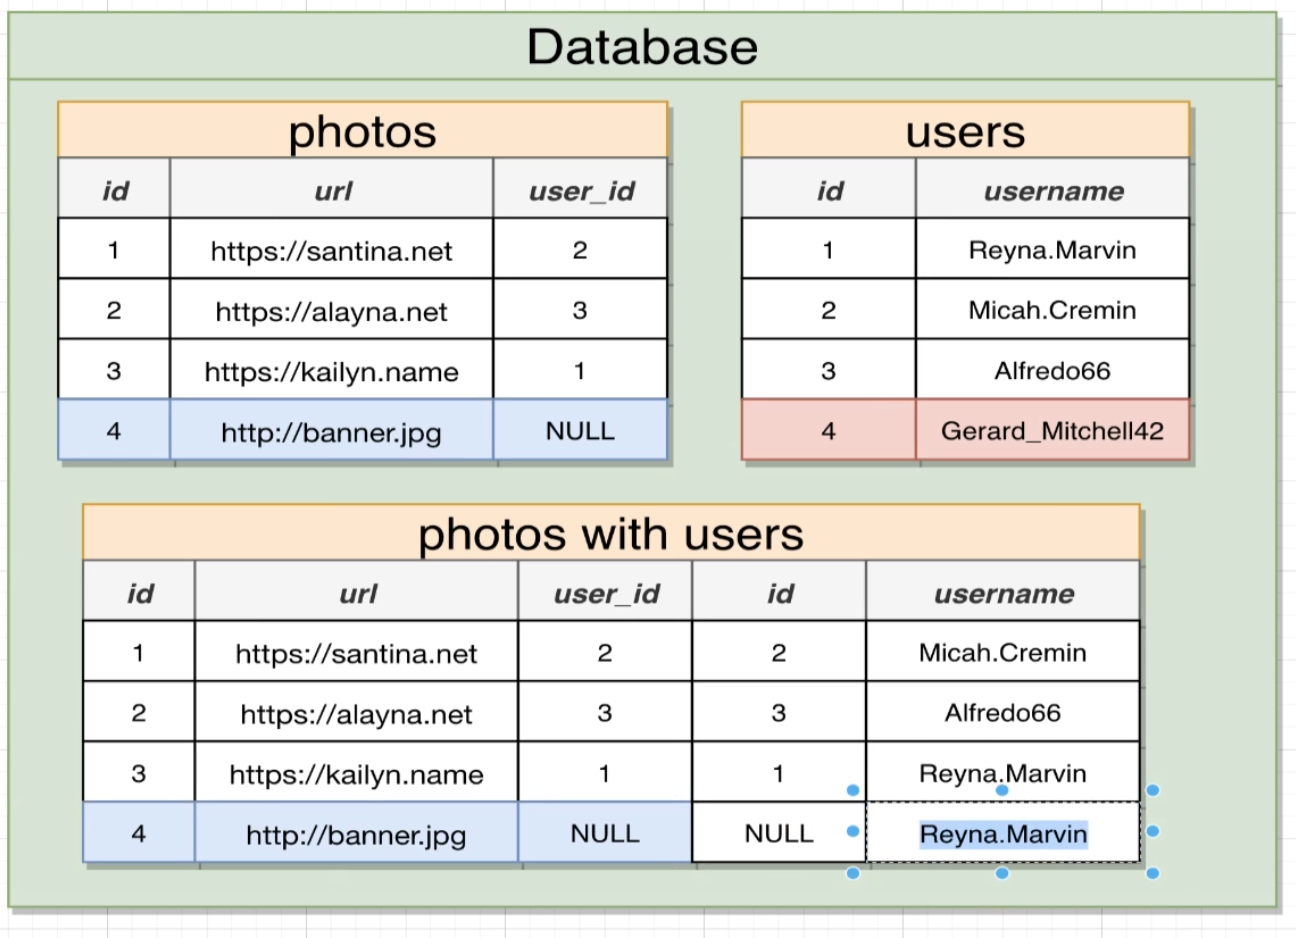 Database
photos
id url user_id
1 https://santina.net 2
2 https://alayna.net 3
3 https://kailyn.name 1
4 http://banner.jpg NULL
users
id username
1 Reyna.Marvin
2 Micah.Cremin
3 Alfredo66
4 Gerard_Mitchell42
photos with users
id url user_id id username
1 https://santina.net 2 2 Micah.Cremin
2 https://alayna.net 3 3 Alfredo66
3 https://kailyn.name 1 1 Reyna.Marvin
4 http://banner.jpg NULL NULL Reyna.Marvin